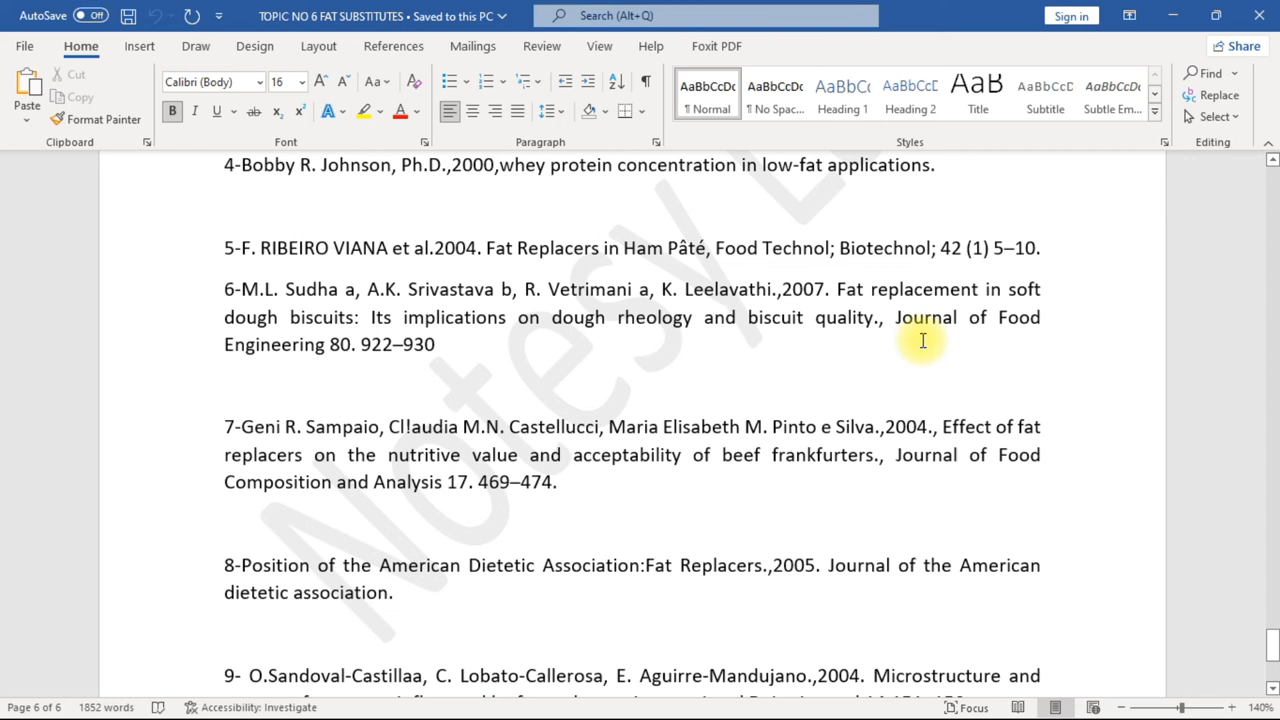 AutoSave Off TOPIC NO 6 FAT SUBSTITUTES • Saved to this PC Search (Alt+Q) Sign in
File Home Insert Draw Design Layout References Mailings Review View Help Foxit PDF Share
Paste Cut Copy Format Painter
Calibri (Body) 16
AaBbCcDc AaBbCcDc AaBbCc AaBbCcD AaB AaBbCcD AaBbCcDc
¶ Normal ¶ No Spac... Heading 1 Heading 2 Title Subtitle Subtle Em...
Find Replace Select
Clipboard Font Paragraph Styles Editing
4-Bobby R. Johnson, Ph.D.,2000,whey protein concentration in low-fat applications.
5-F. RIBEIRO VIANA et al.2004. Fat Replacers in Ham Pâté, Food Technol; Biotechnol; 42 (1) 5–10.
6-M.L. Sudha a, A.K. Srivastava b, R. Vetrimani a, K. Leelavathi.,2007. Fat replacement in soft
dough biscuits: Its implications on dough rheology and biscuit quality., Journal of Food
Engineering 80. 922–930
7-Geni R. Sampaio, Cl!audia M.N. Castellucci, Maria Elisabeth M. Pinto e Silva.,2004., Effect of fat
replacers on the nutritive value and acceptability of beef frankfurters., Journal of Food
Composition and Analysis 17. 469–474.
8-Position of the American Dietetic Association:Fat Replacers.,2005. Journal of the American
dietetic association.
9- O.Sandoval-Castillaa, C. Lobato-Callerosa, E. Aguirre-Mandujano.,2004. Microstructure and
Notesy
Page 6 of 6 1852 words Accessibility: Investigate Focus 140%